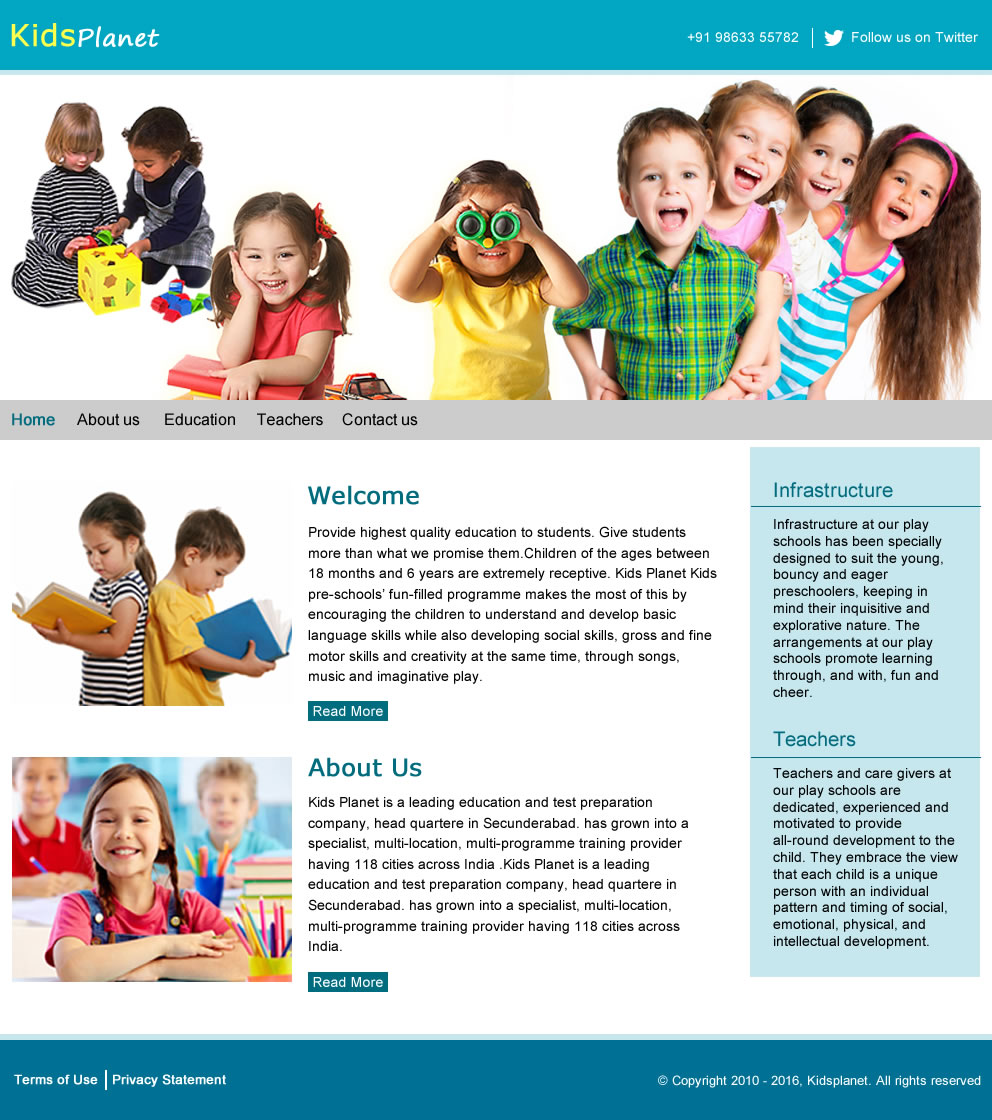 KidsPlanet
+91 98633 55782
Follow us on Twitter
Home About us Education Teachers Contact us
Welcome
Provide highest quality education to students. Give students
more than what we promise them.Children of the ages between
18 months and 6 years are extremely receptive. Kids Planet Kids
pre-schools’ fun-filled programme makes the most of this by
encouraging the children to understand and develop basic
language skills while also developing social skills, gross and fine
motor skills and creativity at the same time, through songs,
music and imaginative play.
Read More
About Us
Kids Planet is a leading education and test preparation
company, head quartere in Secunderabad. has grown into a
specialist, multi-location, multi-programme training provider
having 118 cities across India .Kids Planet is a leading
education and test preparation company, head quartere in
Secunderabad. has grown into a specialist, multi-location,
multi-programme training provider having 118 cities across
India.
Read More
Infrastructure
Infrastructure at our play
schools has been specially
designed to suit the young,
bouncy and eager
preschoolers, keeping in
mind their inquisitive and
explorative nature. The
arrangements at our play
schools promote learning
through, and with, fun and
cheer.
Teachers
Teachers and care givers at
our play schools are
dedicated, experienced and
motivated to provide
all-round development to the
child. They embrace the view
that each child is a unique
person with an individual
pattern and timing of social,
emotional, physical, and
intellectual development.
Terms of Use Privacy Statement
© Copyright 2010 - 2016, Kidsplanet. All rights reserved